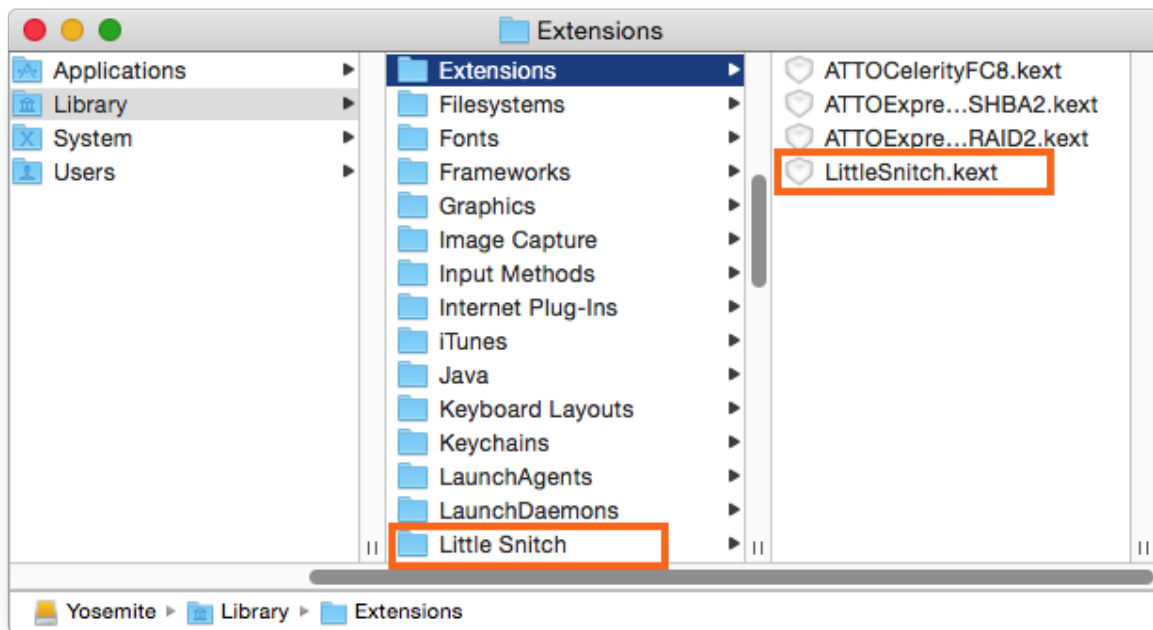 Extensions
Applications
Library
System
Users
Extensions
Filesystems
Fonts
Frameworks
Graphics
Image Capture
Input Methods
Internet Plug-Ins
iTunes
Java
Keyboard Layouts
Keychains
LaunchAgents
LaunchDaemons
Little Snitch
ATTOCelerityFC8.kext
ATTOExpre...SHBA2.kext
ATTOExpre...RAID2.kext
LittleSnitch.kext
Yosemite ▸ Library ▸ Extensions